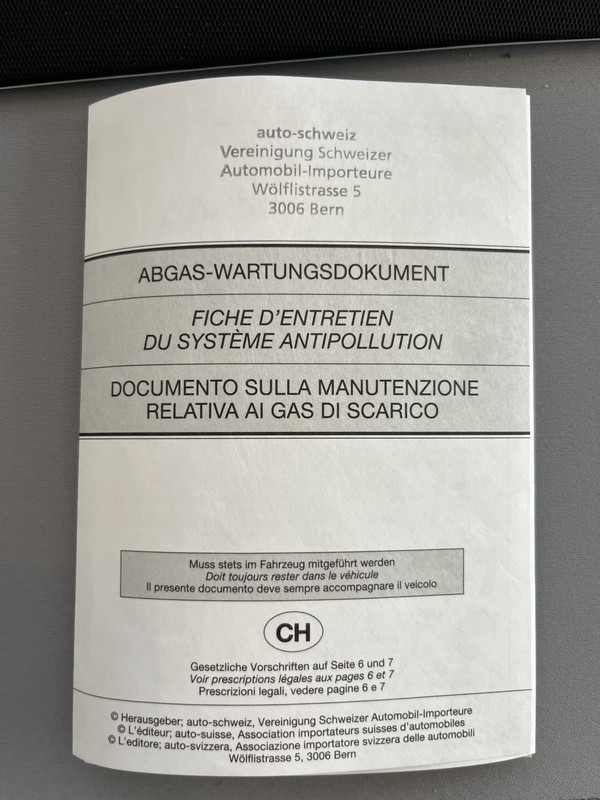 auto-schweiz
Vereinigung Schweizer
Automobil-Importeure
Wölflistrasse 5
3006 Bern
ABGAS-WARTUNGSDOKUMENT
FICHE D'ENTRETIEN
DU SYSTÈME ANTIPOLLUTION
DOCUMENTO SULLA MANUTENZIONE
RELATIVA AI GAS DI SCARICO
Muss stets im Fahrzeug mitgeführt werden
Doit toujours rester dans le véhicule
Il presente documento deve sempre accompagnare il veicolo
CH
Gesetzliche Vorschriften auf Seite 6 und 7
Voir prescriptions légales aux pages 6 et 7
Prescrizioni legali, vedere pagine 6 e 7
© Herausgeber; auto-schweiz, Vereinigung Schweizer Automobil-Importeure
© L'éditeur; auto-suisse, Association importateurs suisses d'automobiles
© L'editore; auto-svizzera, Associazione importatore svizzera delle automobili
Wölflistrasse 5, 3006 Bern